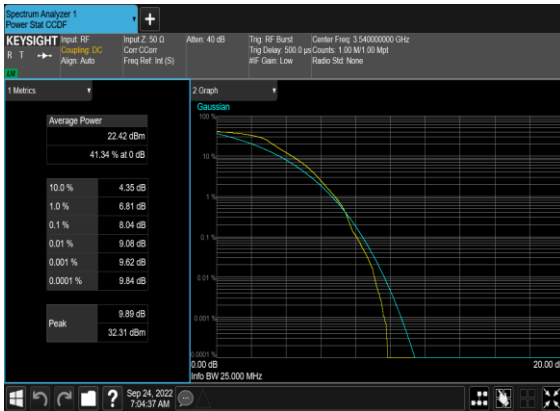 Spectrum Analyzer 1
Power Stat CCDF
KEYSIGHT
R T
LXI
Input: RF
Coupling: DC
Align: Auto
Input Z: 50 Ω
Corr CCorr
Freq Ref: Int (S)
Atten: 40 dB
Trig: RF Burst
Trig Delay: 500.0 µs
#IF Gain: Low
Center Freq: 3.540000000 GHz
Counts: 1.00 M/1.00 Mpt
Radio Std: None
1 Metrics
Average Power
22.42 dBm
41.34 % at 0 dB
10.0 % 4.35 dB
1.0 % 6.81 dB
0.1 % 8.04 dB
0.01 % 9.08 dB
0.001 % 9.62 dB
0.0001 % 9.84 dB
Peak
9.89 dB
32.31 dBm
2 Graph
Gaussian
100 %
10 %
1 %
0.1 %
0.01 %
0.001 %
0.0001 %
0.00 dB
20.00 d
Info BW 25.000 MHz
Sep 24, 2022
7:04:37 AM